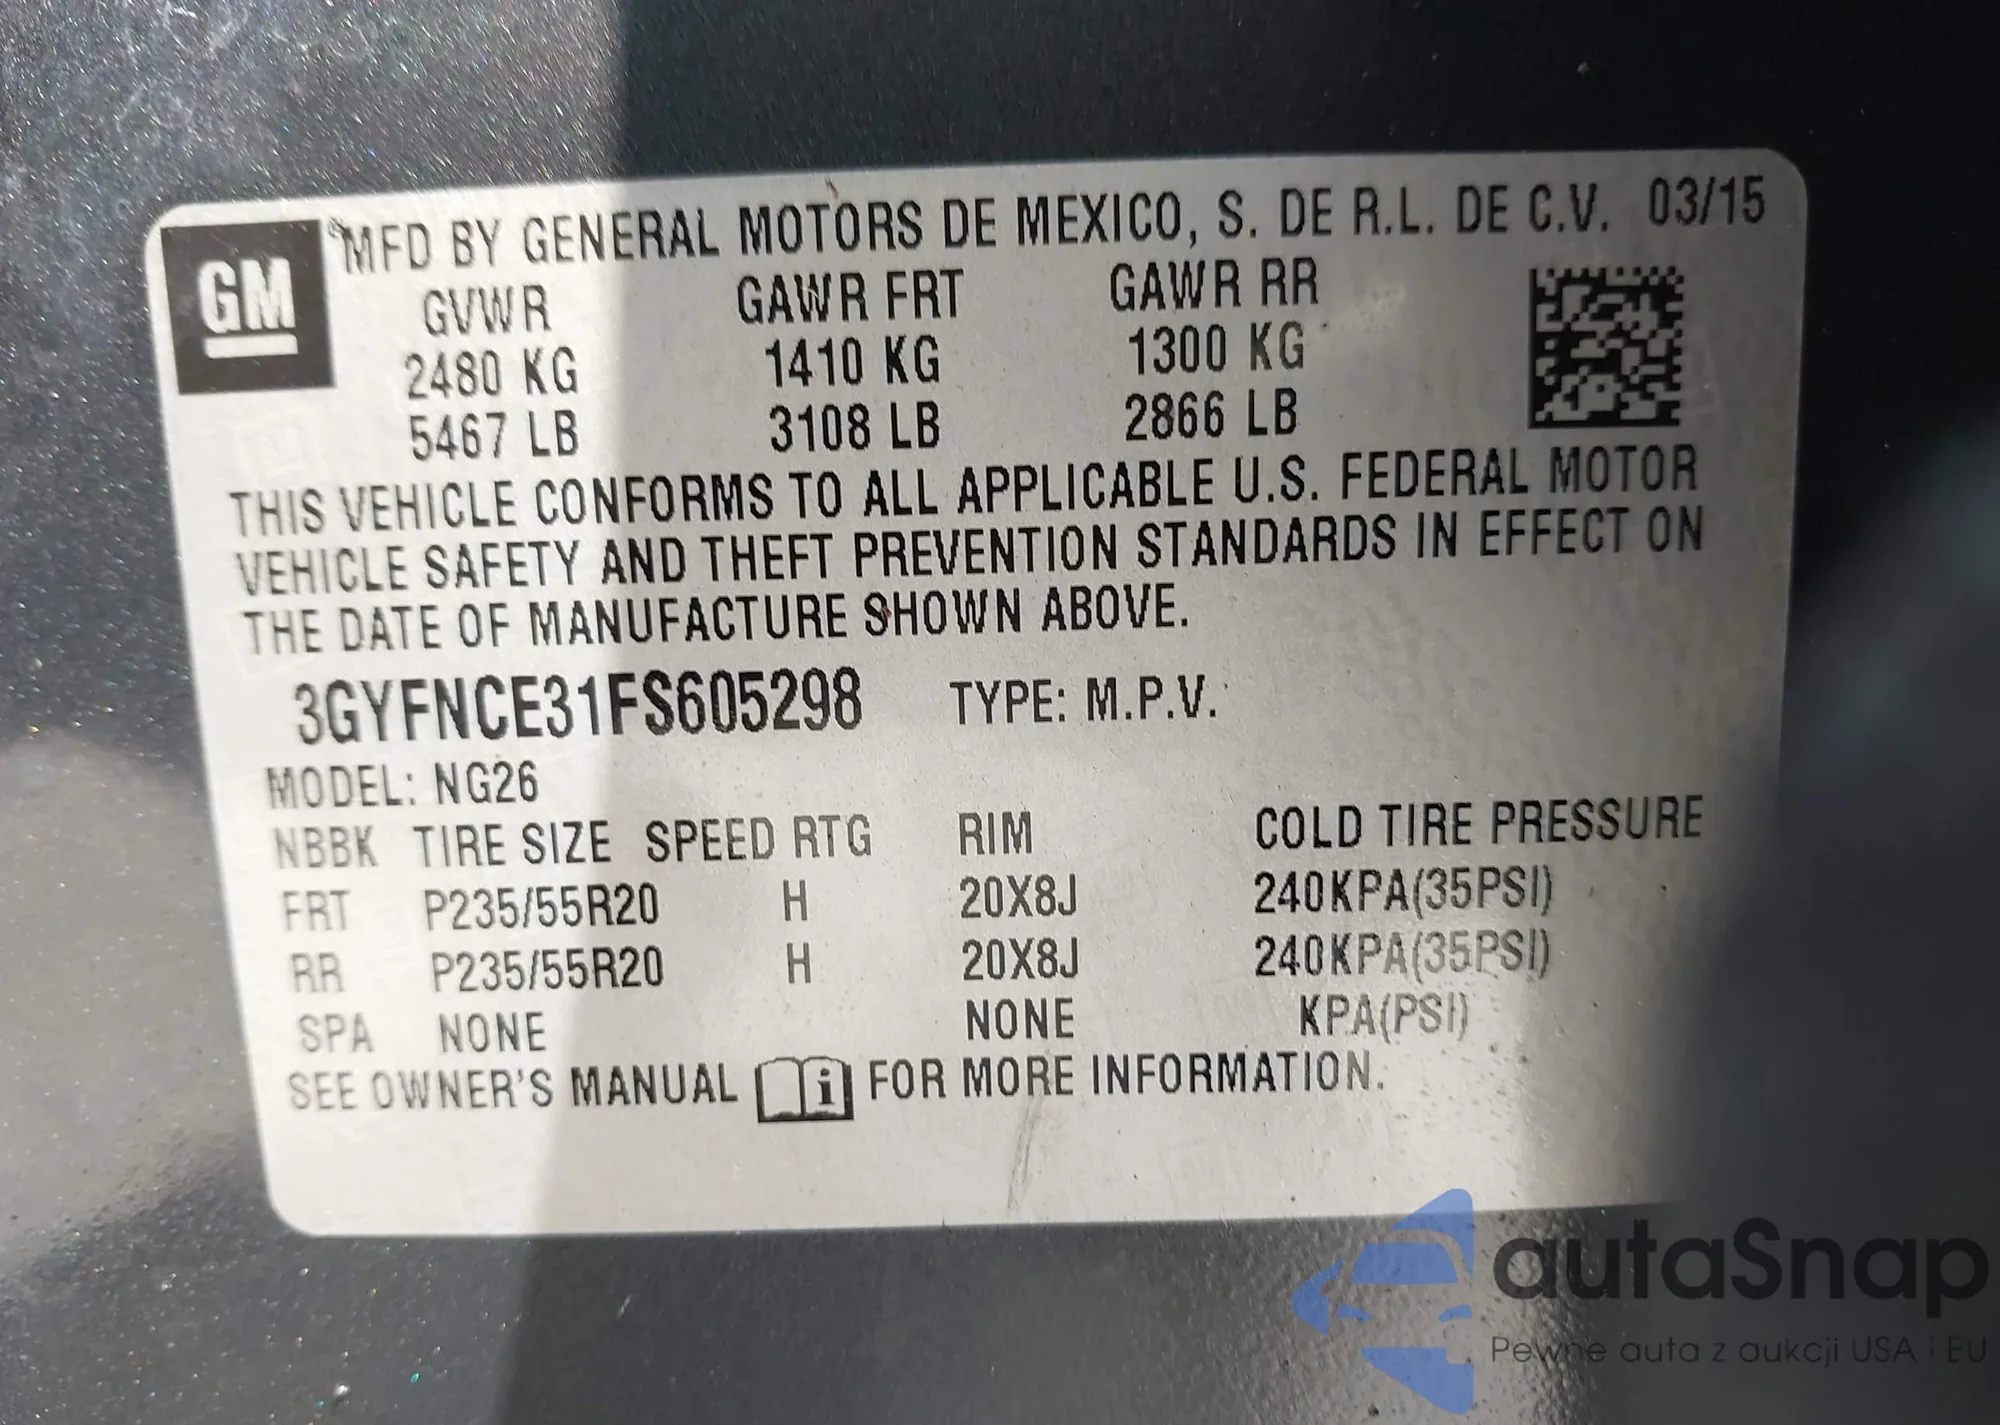 GM
MFD BY GENERAL MOTORS DE MEXICO, S. DE R.L. DE C.V. 03/15
GVWR GAWR FRT GAWR RR
2480 KG 1410 KG 1300 KG
5467 LB 3108 LB 2866 LB
THIS VEHICLE CONFORMS TO ALL APPLICABLE U.S. FEDERAL MOTOR
VEHICLE SAFETY AND THEFT PREVENTION STANDARDS IN EFFECT ON
THE DATE OF MANUFACTURE SHOWN ABOVE.
3GYFNCE31FS605298 TYPE: M.P.V.
MODEL: NG26
NBBK TIRE SIZE SPEED RTG RIM COLD TIRE PRESSURE
FRT P235/55R20 H 20X8J 240KPA(35PSI)
RR P235/55R20 H 20X8J 240KPA(35PSI)
SPA NONE NONE KPA(PSI)
SEE OWNER'S MANUAL i FOR MORE INFORMATION.
autaSnap
Pewne auta z aukcji USA i EU